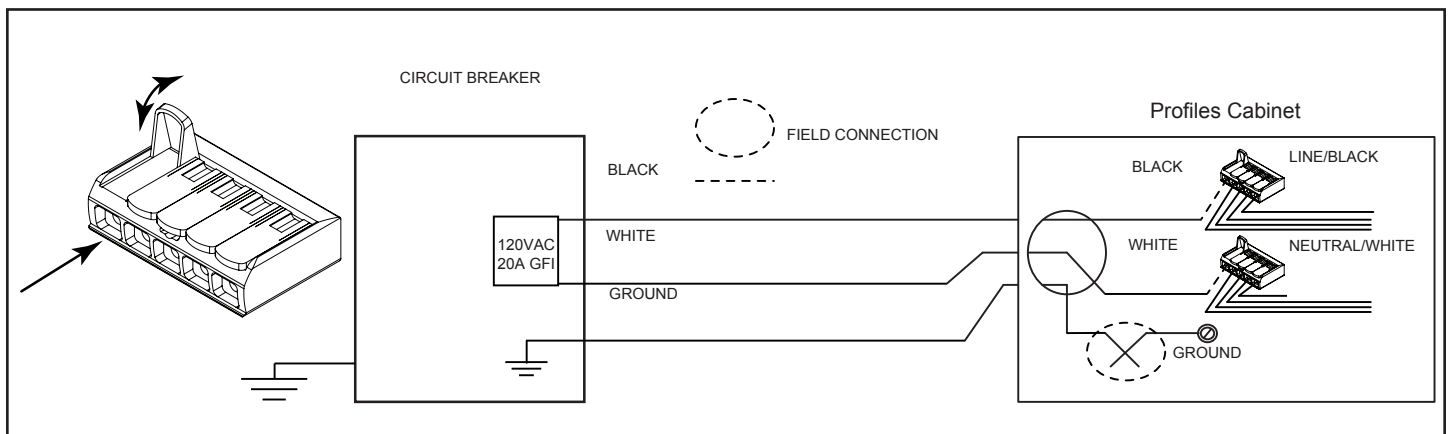 CIRCUIT BREAKER
FIELD CONNECTION
BLACK
WHITE
120VAC
20A GFI
GROUND
Profiles Cabinet
BLACK
LINE/BLACK
WHITE
NEUTRAL/WHITE
GROUND